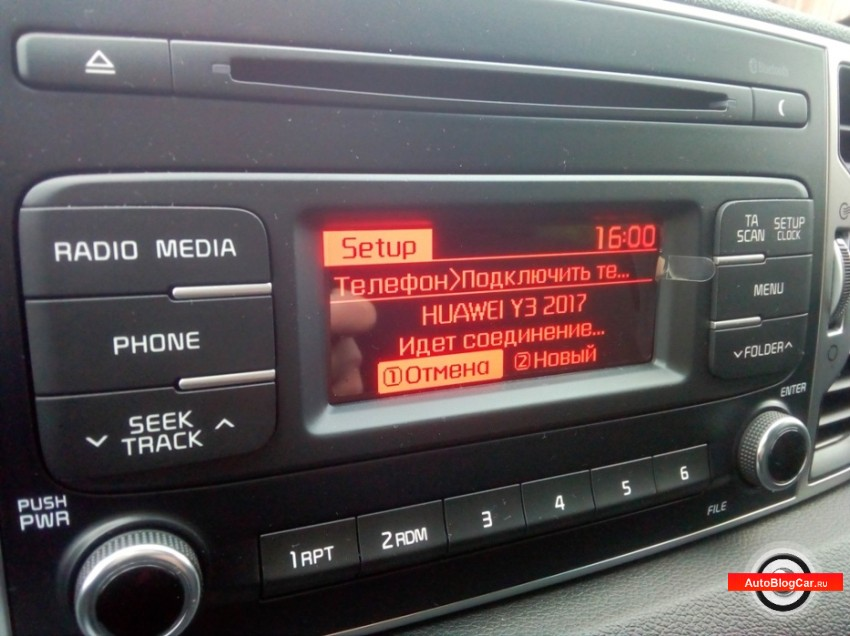 Bluetooth
RADIO MEDIA
PHONE
SEEK
TRACK
PUSH
PWR
Setup 16:00
Телефон>Подключить те...
HUAWEI Y3 2017
Идет соединение...
1 Отмена 2 Новый
TA SETUP
SCAN CLOCK
MENU
FOLDER
ENTER
1 RPT 2 RDM 3 4 5 6
FILE
AutoBlogCar.RU